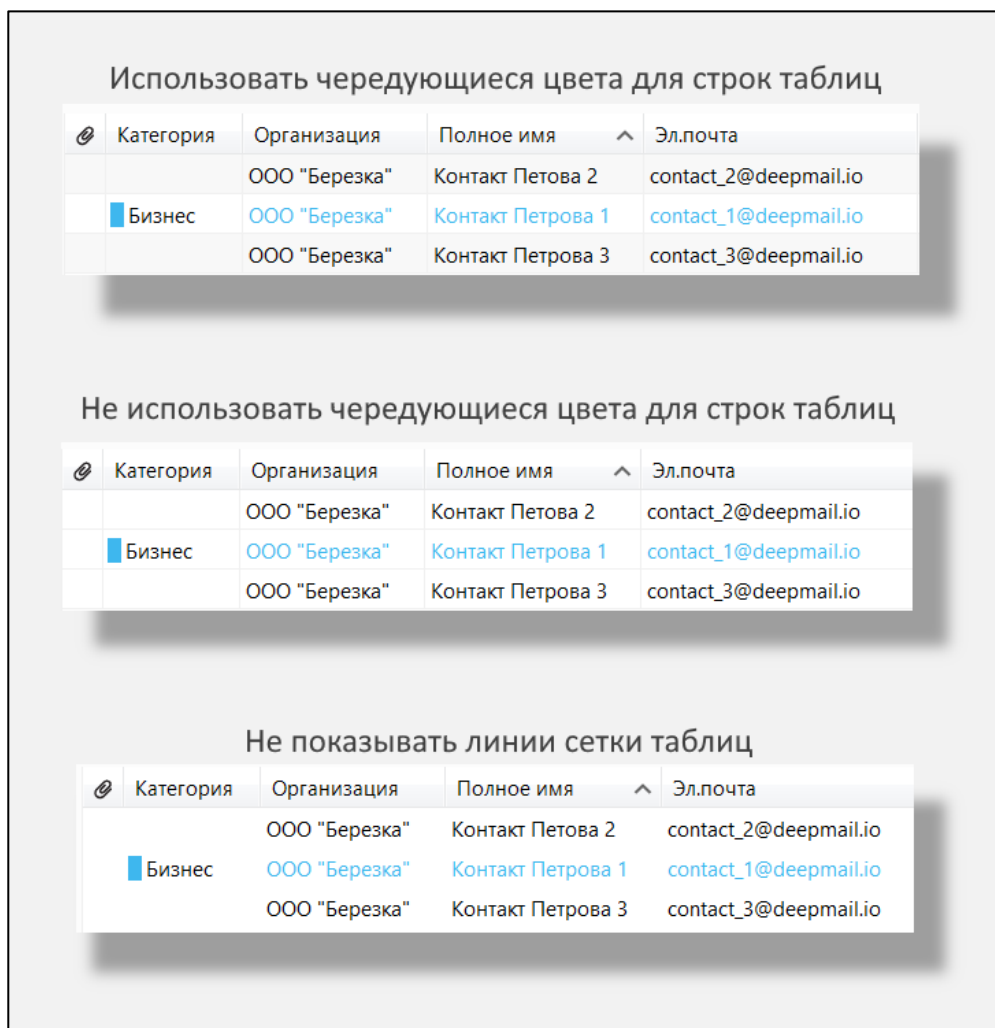 Использовать чередующиеся цвета для строк таблиц
Категория Организация Полное имя Эл.почта
ООО "Березка" Контакт Петова 2 contact_2@deepmail.io
Бизнес ООО "Березка" Контакт Петрова 1 contact_1@deepmail.io
ООО "Березка" Контакт Петрова 3 contact_3@deepmail.io
Не использовать чередующиеся цвета для строк таблиц
Категория Организация Полное имя Эл.почта
ООО "Березка" Контакт Петова 2 contact_2@deepmail.io
Бизнес ООО "Березка" Контакт Петрова 1 contact_1@deepmail.io
ООО "Березка" Контакт Петрова 3 contact_3@deepmail.io
Не показывать линии сетки таблиц
Категория Организация Полное имя Эл.почта
ООО "Березка" Контакт Петова 2 contact_2@deepmail.io
Бизнес ООО "Березка" Контакт Петрова 1 contact_1@deepmail.io
ООО "Березка" Контакт Петрова 3 contact_3@deepmail.io